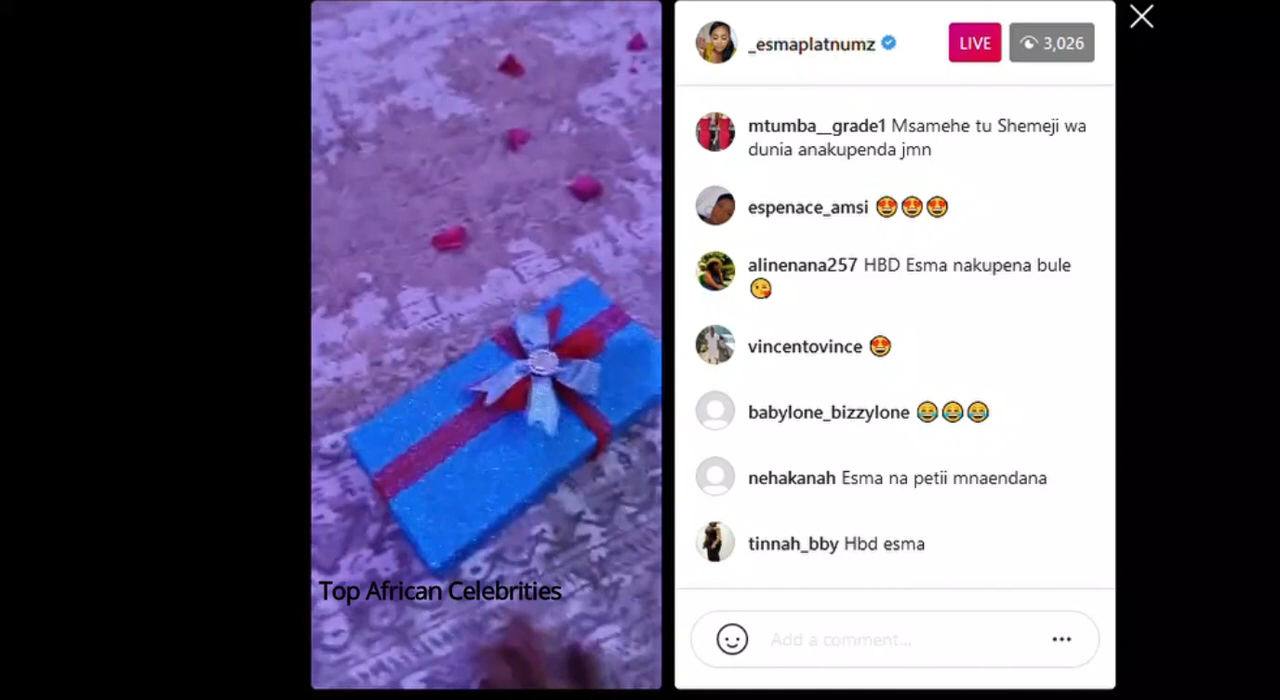 _esmaplatnumz
LIVE
3,026
mtumba__grade1 Msamehe tu Shemeji wa
dunia anakupenda jmn
espenace_amsi
alinenana257 HBD Esma nakupena bule
vincentovince
babylone_bizzylone
nehakanah Esma na petii mnaendana
tinnah_bby Hbd esma
Add a comment...
Top African Celebrities